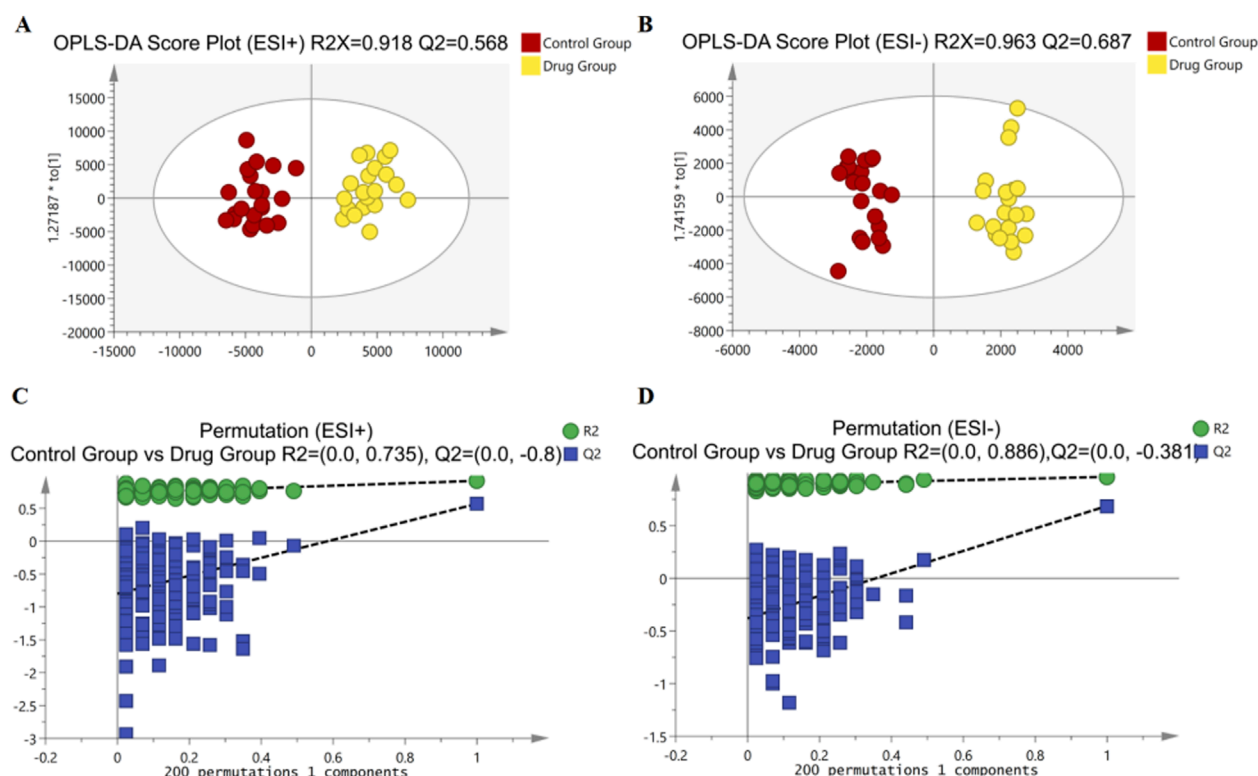 A
OPLS-DA Score Plot (ESI+) R2X=0.918 Q2=0.568
Control Group
Drug Group
15000
10000
5000
0
-5000
-10000
-15000
-20000
1.27187 * to[1]
-15000 -10000 -5000 0 5000 10000
B
OPLS-DA Score Plot (ESI-) R2X=0.963 Q2=0.687
Control Group
Drug Group
6000
4000
2000
0
-2000
-4000
-6000
-8000
1.74159 * to[1]
-6000 -4000 -2000 0 2000 4000
C
Permutation (ESI+)
Control Group vs Drug Group R2=(0.0, 0.735), Q2=(0.0, -0.8)
R2
Q2
0.5
0
-0.5
-1
-1.5
-2
-2.5
-3
-0.2 0 0.2 0.4 0.6 0.8 1
200 permutations 1 components
D
Permutation (ESI-)
Control Group vs Drug Group R2=(0.0, 0.886),Q2=(0.0, -0.381)
R2
Q2
0.5
0
-0.5
-1
-1.5
-0.2 0 0.2 0.4 0.6 0.8 1
200 permutations 1 components